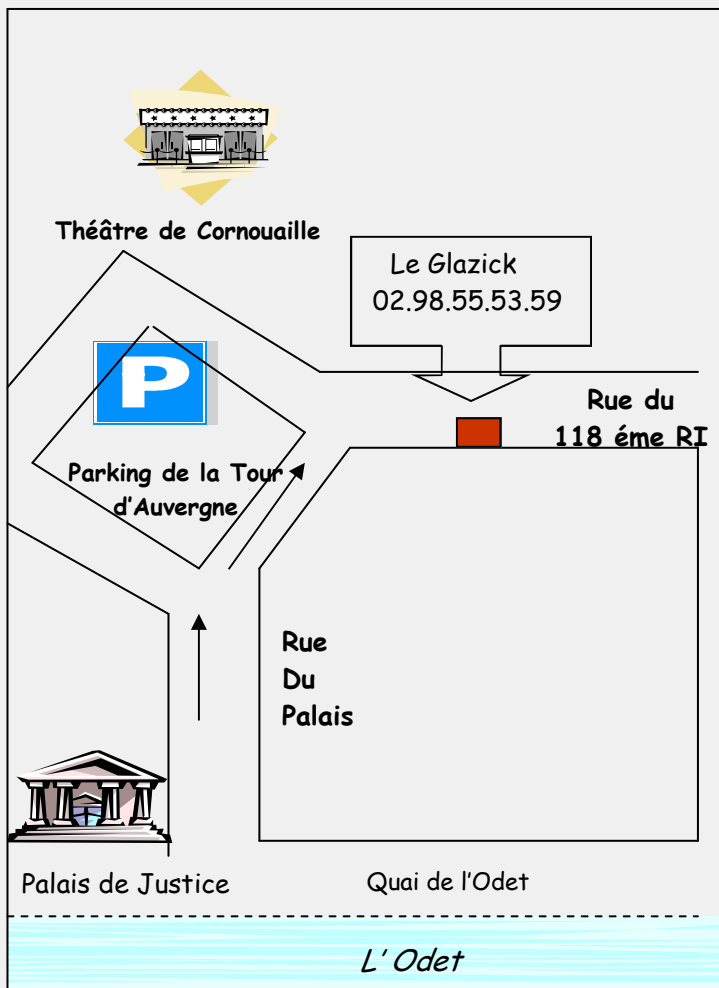 Théâtre de Cornouaille
Le Glazick
02.98.55.53.59
P
Rue du
118 éme RI
Parking de la Tour
d'Auvergne
Rue
Du
Palais
Palais de Justice
Quai de l'Odet
L' Odet